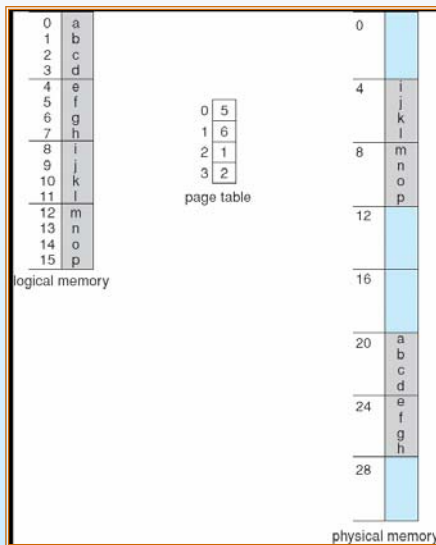 0 a
1 b
2 c
3 d
4 e
5 f
6 g
7 h
8 i
9 j
10 k
11 l
12 m
13 n
14 o
15 p
logical memory
0 5
1 6
2 1
3 2
page table
0
4 i
j
k
l
8 m
n
o
p
12
16
20 a
b
c
d
24 e
f
g
h
28
physical memory